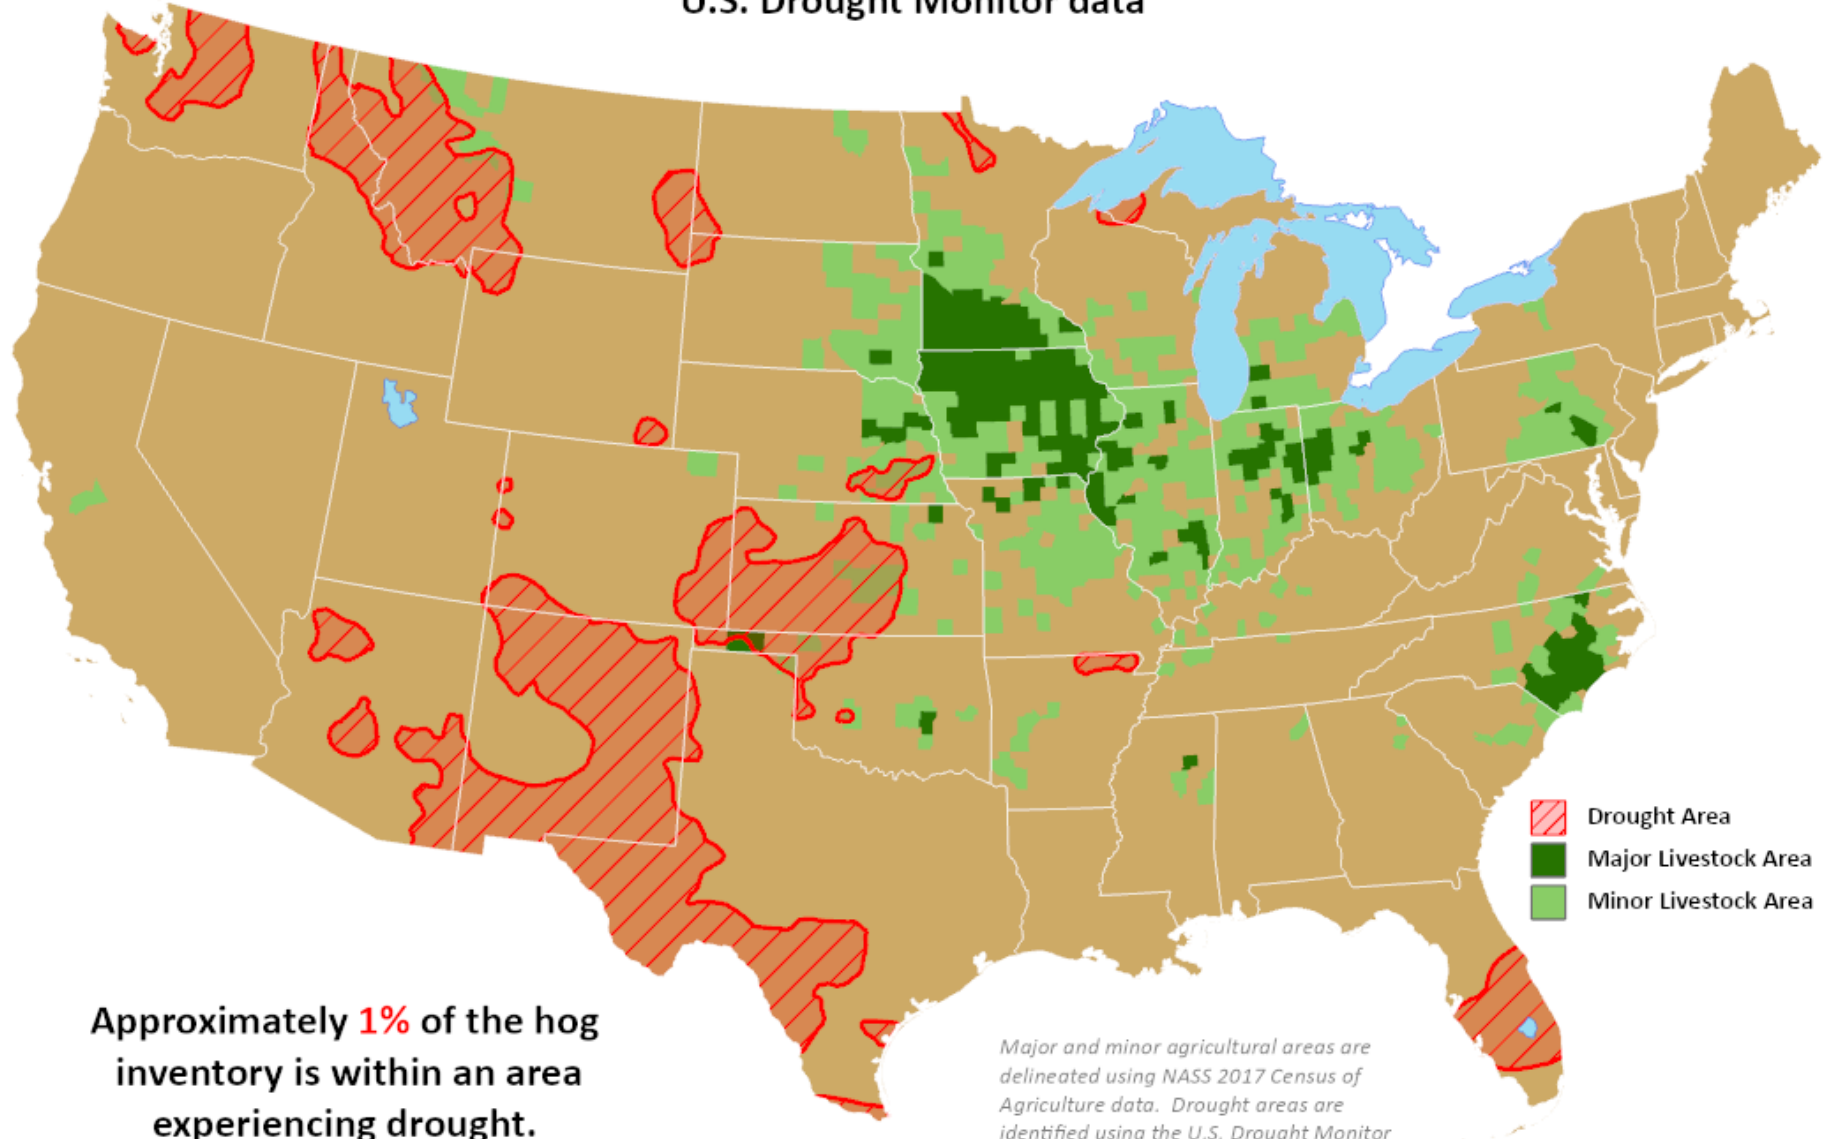 U.S. Drought Monitor data
Drought Area
Major Livestock Area
Minor Livestock Area
Approximately 1% of the hog
inventory is within an area
experiencing drought.
Major and minor agricultural areas are
delineated using NASS 2017 Census of
Agriculture data. Drought areas are
identified using the U.S. Drought Monitor